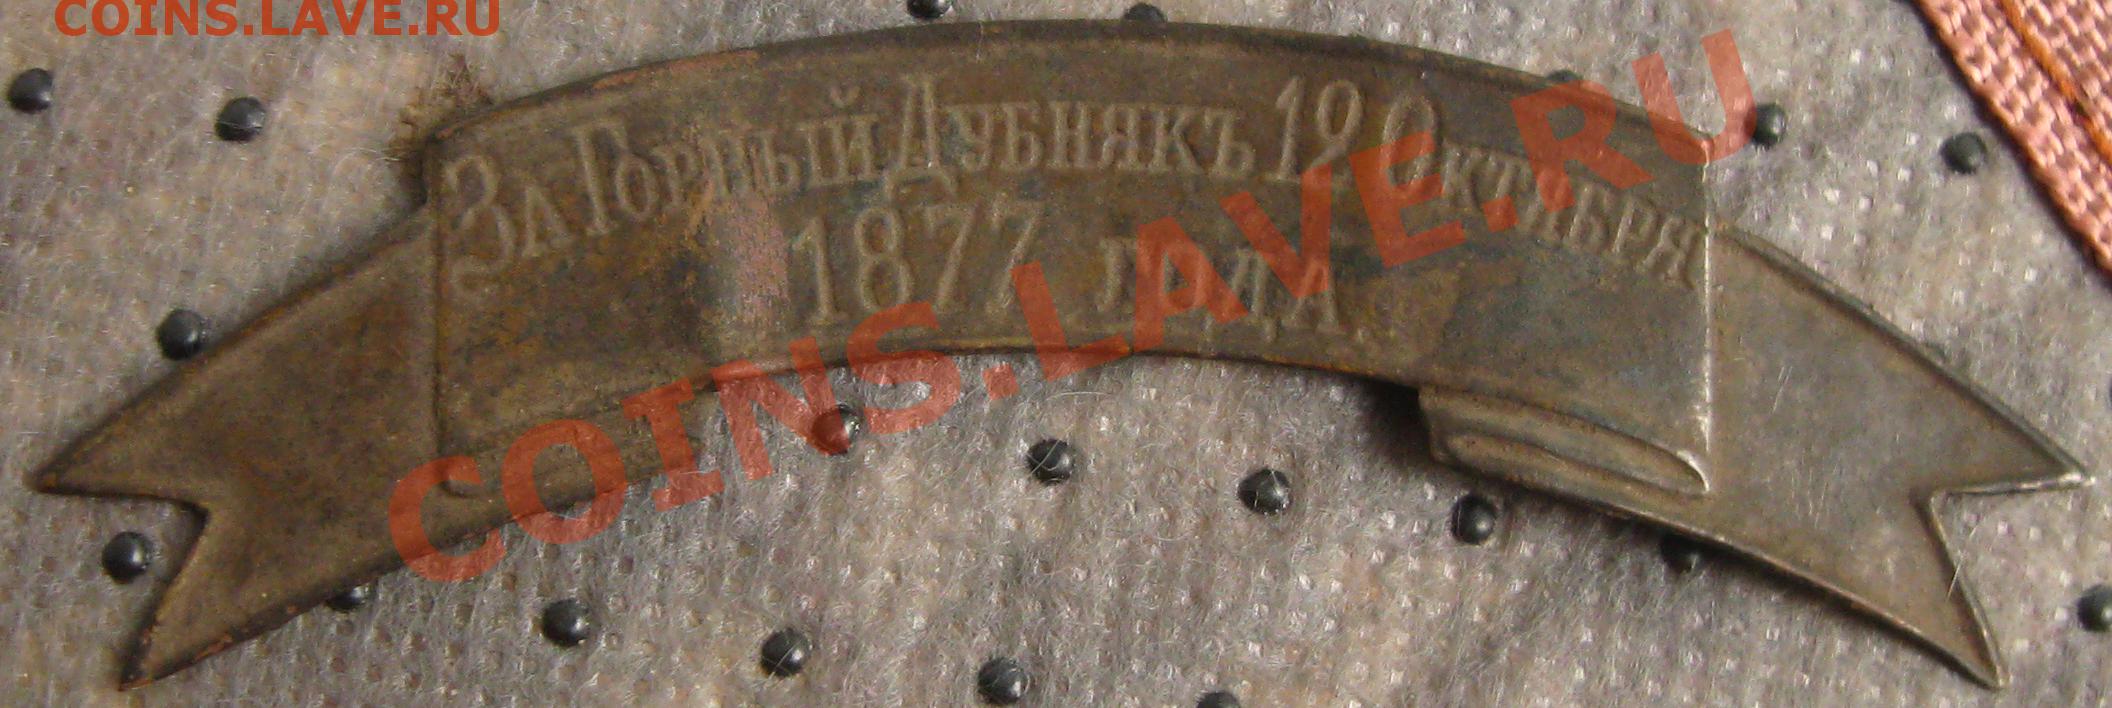 COINS.LAVE.RU
За Горный Дубнякъ 12 Октября
1877 года.
COINS.LAVE.RU